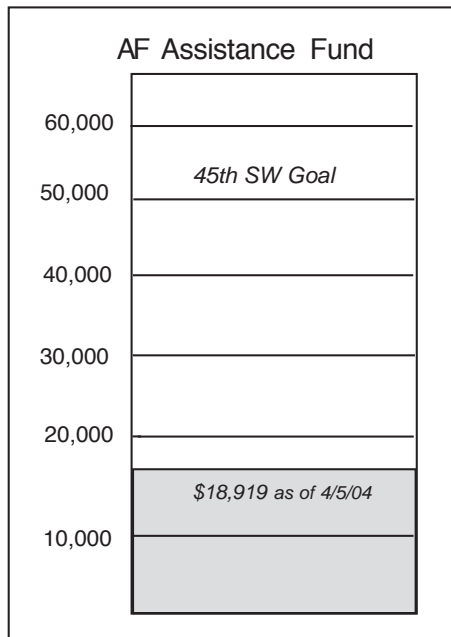 AF Assistance Fund
60,000
45th SW Goal
50,000
40,000
30,000
20,000
$18,919 as of 4/5/04
10,000